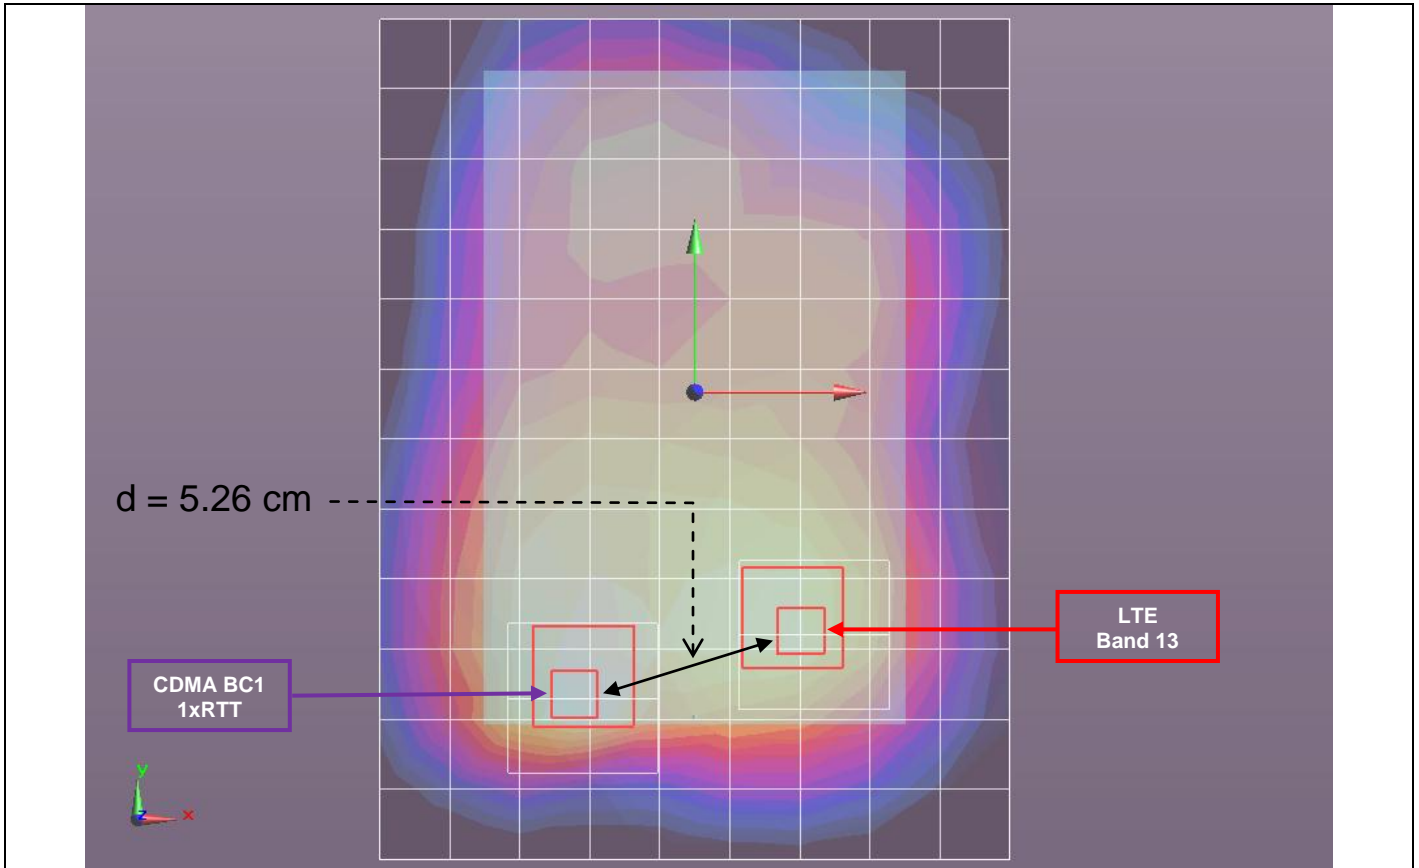 d = 5.26 cm
LTE
Band 13
CDMA BC1
1xRTT
y
z
x